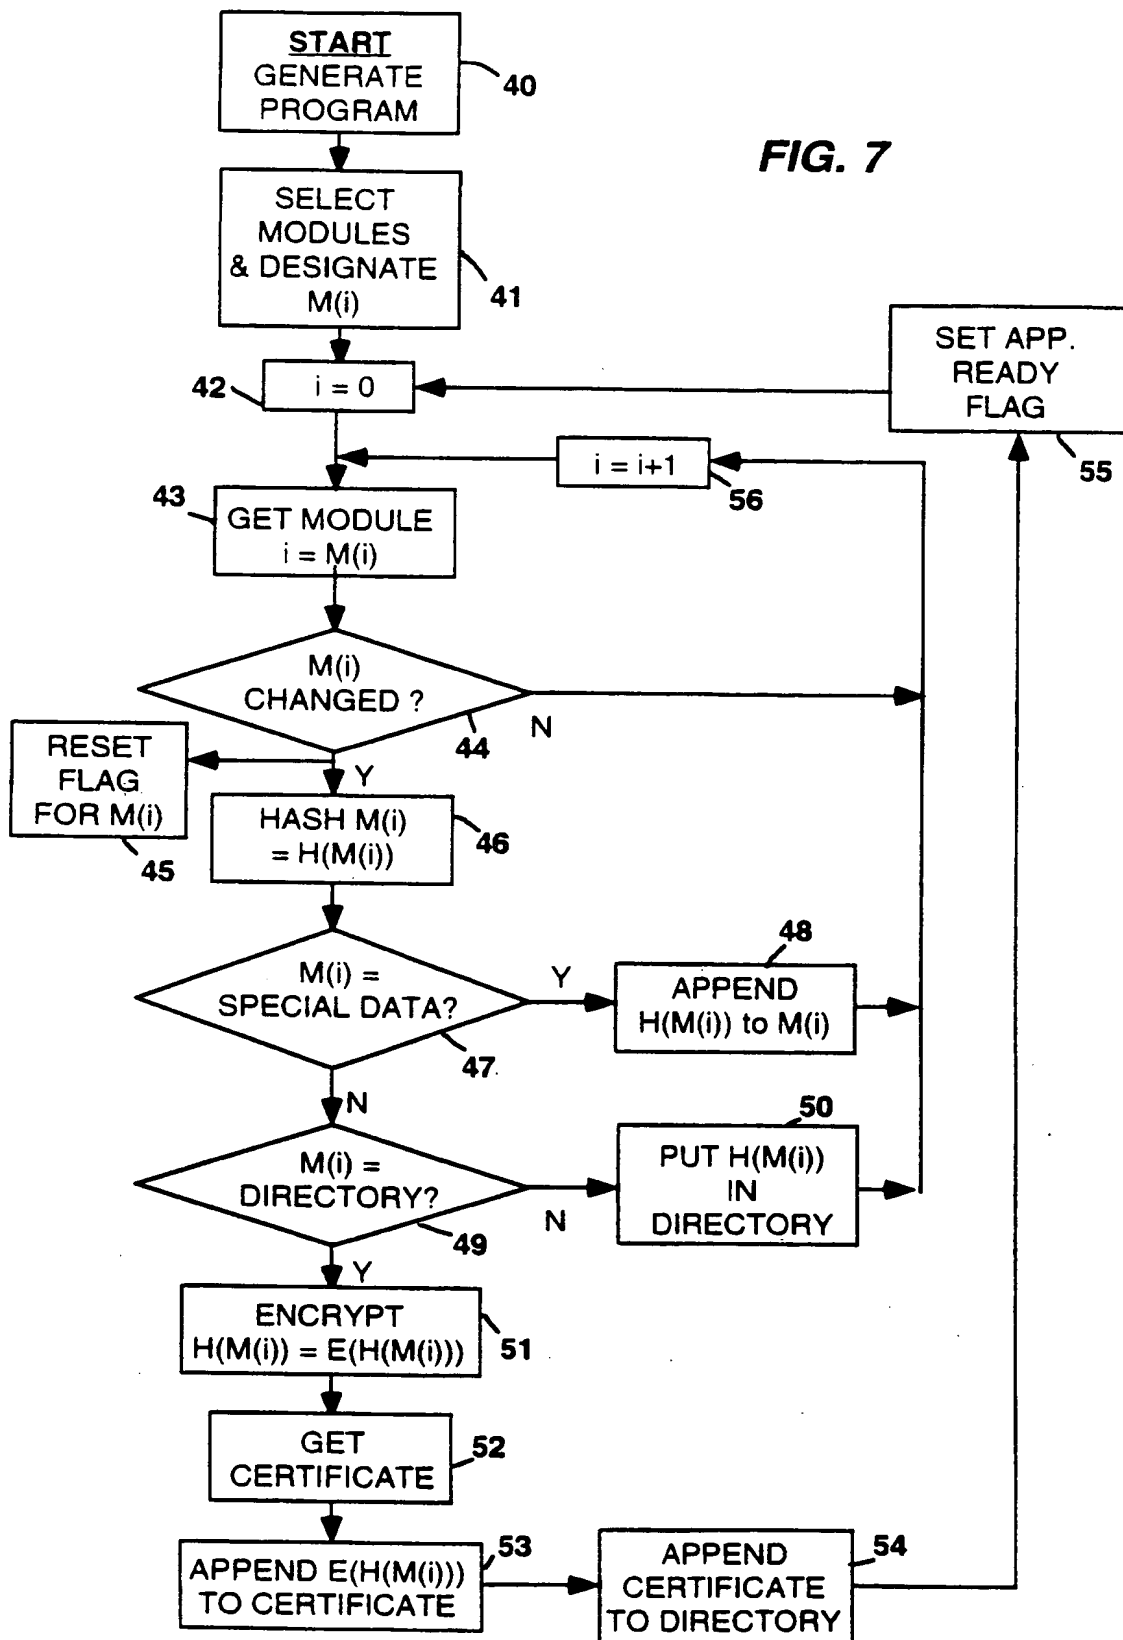 START
GENERATE
PROGRAM
40
FIG. 7
SELECT
MODULES
& DESIGNATE
M(i)
41
SET APP.
READY
FLAG
55
42
i = 0
i = i+1
56
43
GET MODULE
i = M(i)
M(i)
CHANGED ?
44
N
RESET
FLAG
FOR M(i)
45
Y
HASH M(i)
= H(M(i))
46
M(i) =
SPECIAL DATA?
47
Y
48
APPEND
H(M(i)) to M(i)
N
M(i) =
DIRECTORY?
49
N
50
PUT H(M(i))
IN
DIRECTORY
Y
ENCRYPT
H(M(i)) = E(H(M(i)))
51
GET
CERTIFICATE
52
APPEND E(H(M(i)))
TO CERTIFICATE
53
APPEND
CERTIFICATE
TO DIRECTORY
54